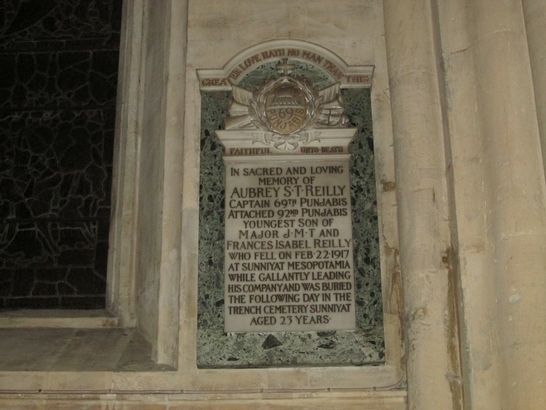 GREATER LOVE HATH NO MAN THAN THIS
69
FAITHFUL UNTO DEATH
IN SACRED AND LOVING
MEMORY OF
AUBREY S·T·REILLY
CAPTAIN 69TH PUNJABIS
ATTACHED 92ND PUNJABIS
YOUNGEST SON OF
MAJOR J·M·T AND
FRANCES ISABEL REILLY
WHO FELL ON FEB 22 1917
AT SUNNIYAT MESOPOTAMIA
WHILE GALLANTLY LEADING
HIS COMPANY AND WAS BURIED
THE FOLLOWING DAY IN THE
TRENCH CEMETERY SUNNIYAT
AGED 23 YEARS·